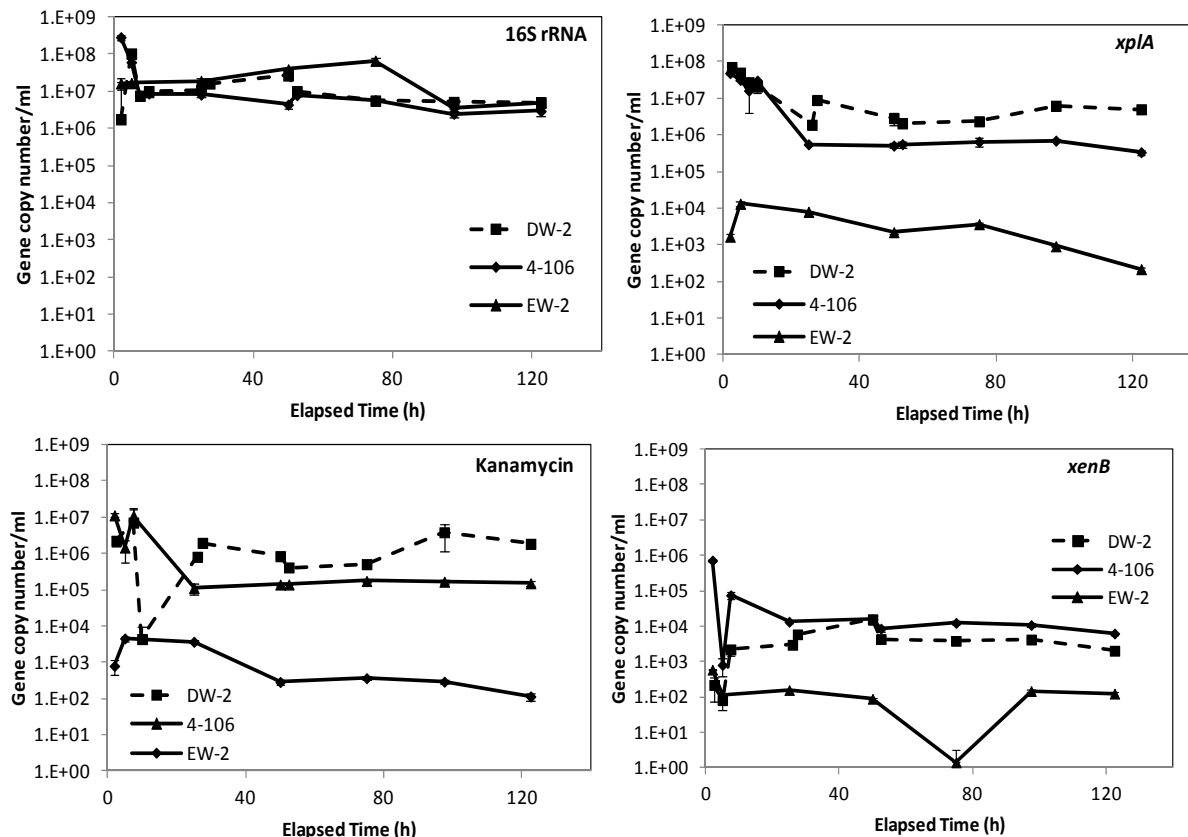 16S rRNA
Gene copy number/ml
1.E+09
1.E+08
1.E+07
1.E+06
1.E+05
1.E+04
1.E+03
1.E+02
1.E+01
1.E+00
DW-2
4-106
EW-2
0 40 80 120
Elapsed Time (h)
xplA
Gene copy number/ml
1.E+09
1.E+08
1.E+07
1.E+06
1.E+05
1.E+04
1.E+03
1.E+02
1.E+01
1.E+00
DW-2
4-106
EW-2
0 40 80 120
Elapsed Time (h)
Kanamycin
Gene copy number/ml
1.E+09
1.E+08
1.E+07
1.E+06
1.E+05
1.E+04
1.E+03
1.E+02
1.E+01
1.E+00
DW-2
4-106
EW-2
0 40 80 120
Elapsed Time (h)
xenB
Gene copy number/ml
1.E+09
1.E+08
1.E+07
1.E+06
1.E+05
1.E+04
1.E+03
1.E+02
1.E+01
1.E+00
DW-2
4-106
EW-2
0 40 80 120
Elapsed Time (h)